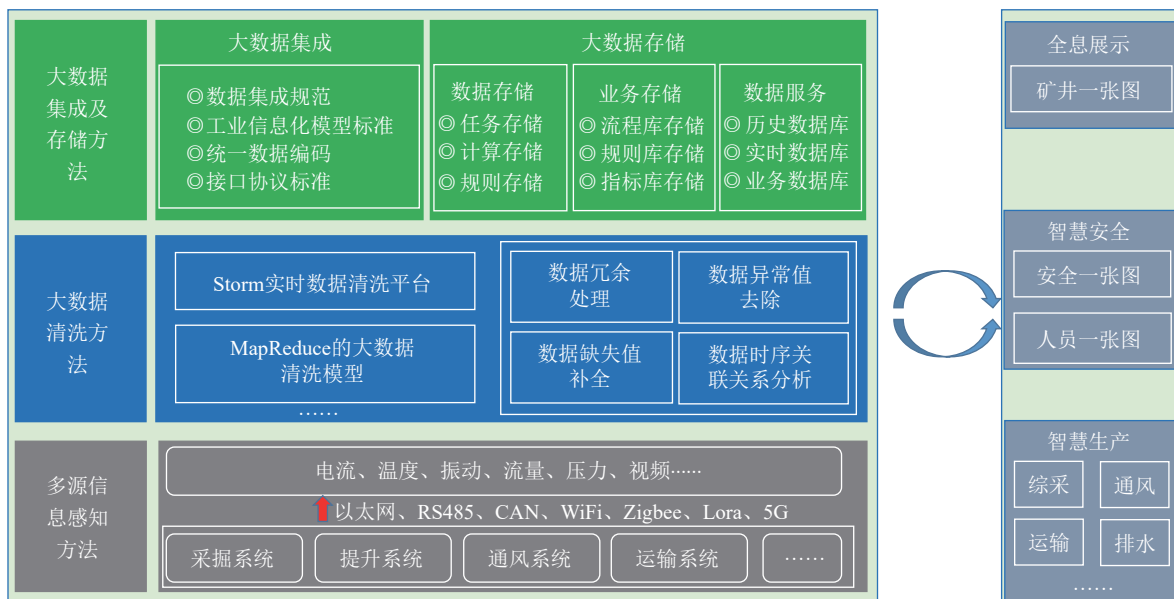 大数据
集成及
存储方
法
大数据集成
◎数据集成规范
◎工业信息化模型标准
◎统一数据编码
◎接口协议标准
大数据存储
数据存储
◎ 任务存储
◎ 计算存储
◎ 规则存储
业务存储
◎ 流程库存储
◎ 规则库存储
◎ 指标库存储
数据服务
◎ 历史数据库
◎ 实时数据库
◎ 业务数据库
大数据
清洗方
法
Storm实时数据清洗平台
MapReduce的大数据
清洗模型
……
数据冗余
处理
数据异常值
去除
数据缺失值
补全
数据时序关
联关系分析
多源信
息感知
方法
电流、温度、振动、流量、压力、视频……
以太网、RS485、CAN、WiFi、Zigbee、Lora、5G
采掘系统
提升系统
通风系统
运输系统
……
全息展示
矿井一张图
智慧安全
安全一张图
人员一张图
智慧生产
综采
通风
运输
排水
……